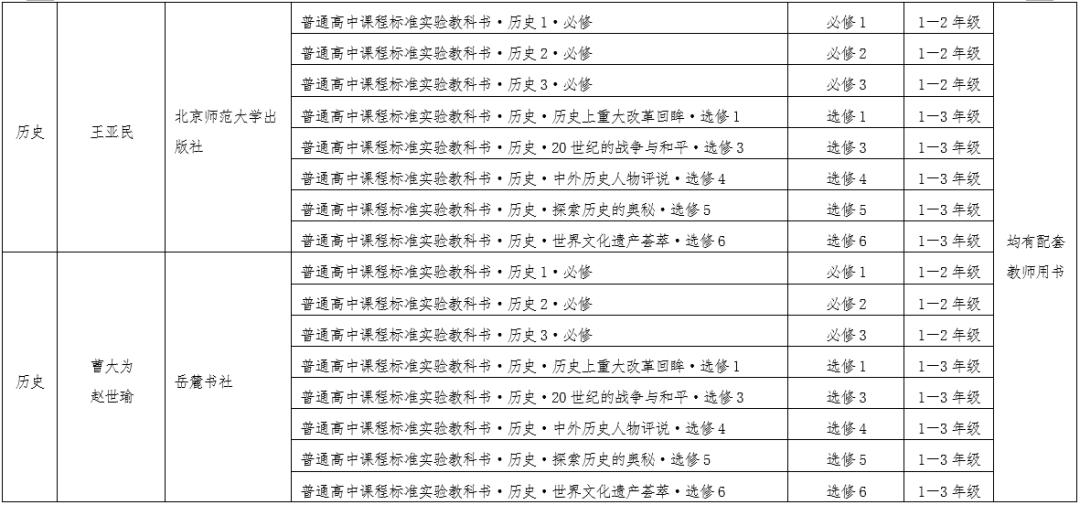 历史
王亚民
北京师范大学出
版社
普通高中课程标准实验教科书·历史1·必修 必修1 1—2年级
普通高中课程标准实验教科书·历史2·必修 必修2 1—2年级
普通高中课程标准实验教科书·历史3·必修 必修3 1—2年级
普通高中课程标准实验教科书·历史·历史上重大改革回眸·选修1 选修1 1—3年级
普通高中课程标准实验教科书·历史·20世纪的战争与和平·选修3 选修3 1—3年级
普通高中课程标准实验教科书·历史·中外历史人物评说·选修4 选修4 1—3年级
普通高中课程标准实验教科书·历史·探索历史的奥秘·选修5 选修5 1—3年级
普通高中课程标准实验教科书·历史·世界文化遗产荟萃·选修6 选修6 1—3年级
历史
曹大为
赵世瑜
岳麓书社
普通高中课程标准实验教科书·历史1·必修 必修1 1—2年级
普通高中课程标准实验教科书·历史2·必修 必修2 1—2年级
普通高中课程标准实验教科书·历史3·必修 必修3 1—2年级
普通高中课程标准实验教科书·历史·历史上重大改革回眸·选修1 选修1 1—3年级
普通高中课程标准实验教科书·历史·20世纪的战争与和平·选修3 选修3 1—3年级
普通高中课程标准实验教科书·历史·中外历史人物评说·选修4 选修4 1—3年级
普通高中课程标准实验教科书·历史·探索历史的奥秘·选修5 选修5 1—3年级
普通高中课程标准实验教科书·历史·世界文化遗产荟萃·选修6 选修6 1—3年级
均有配套
教师用书